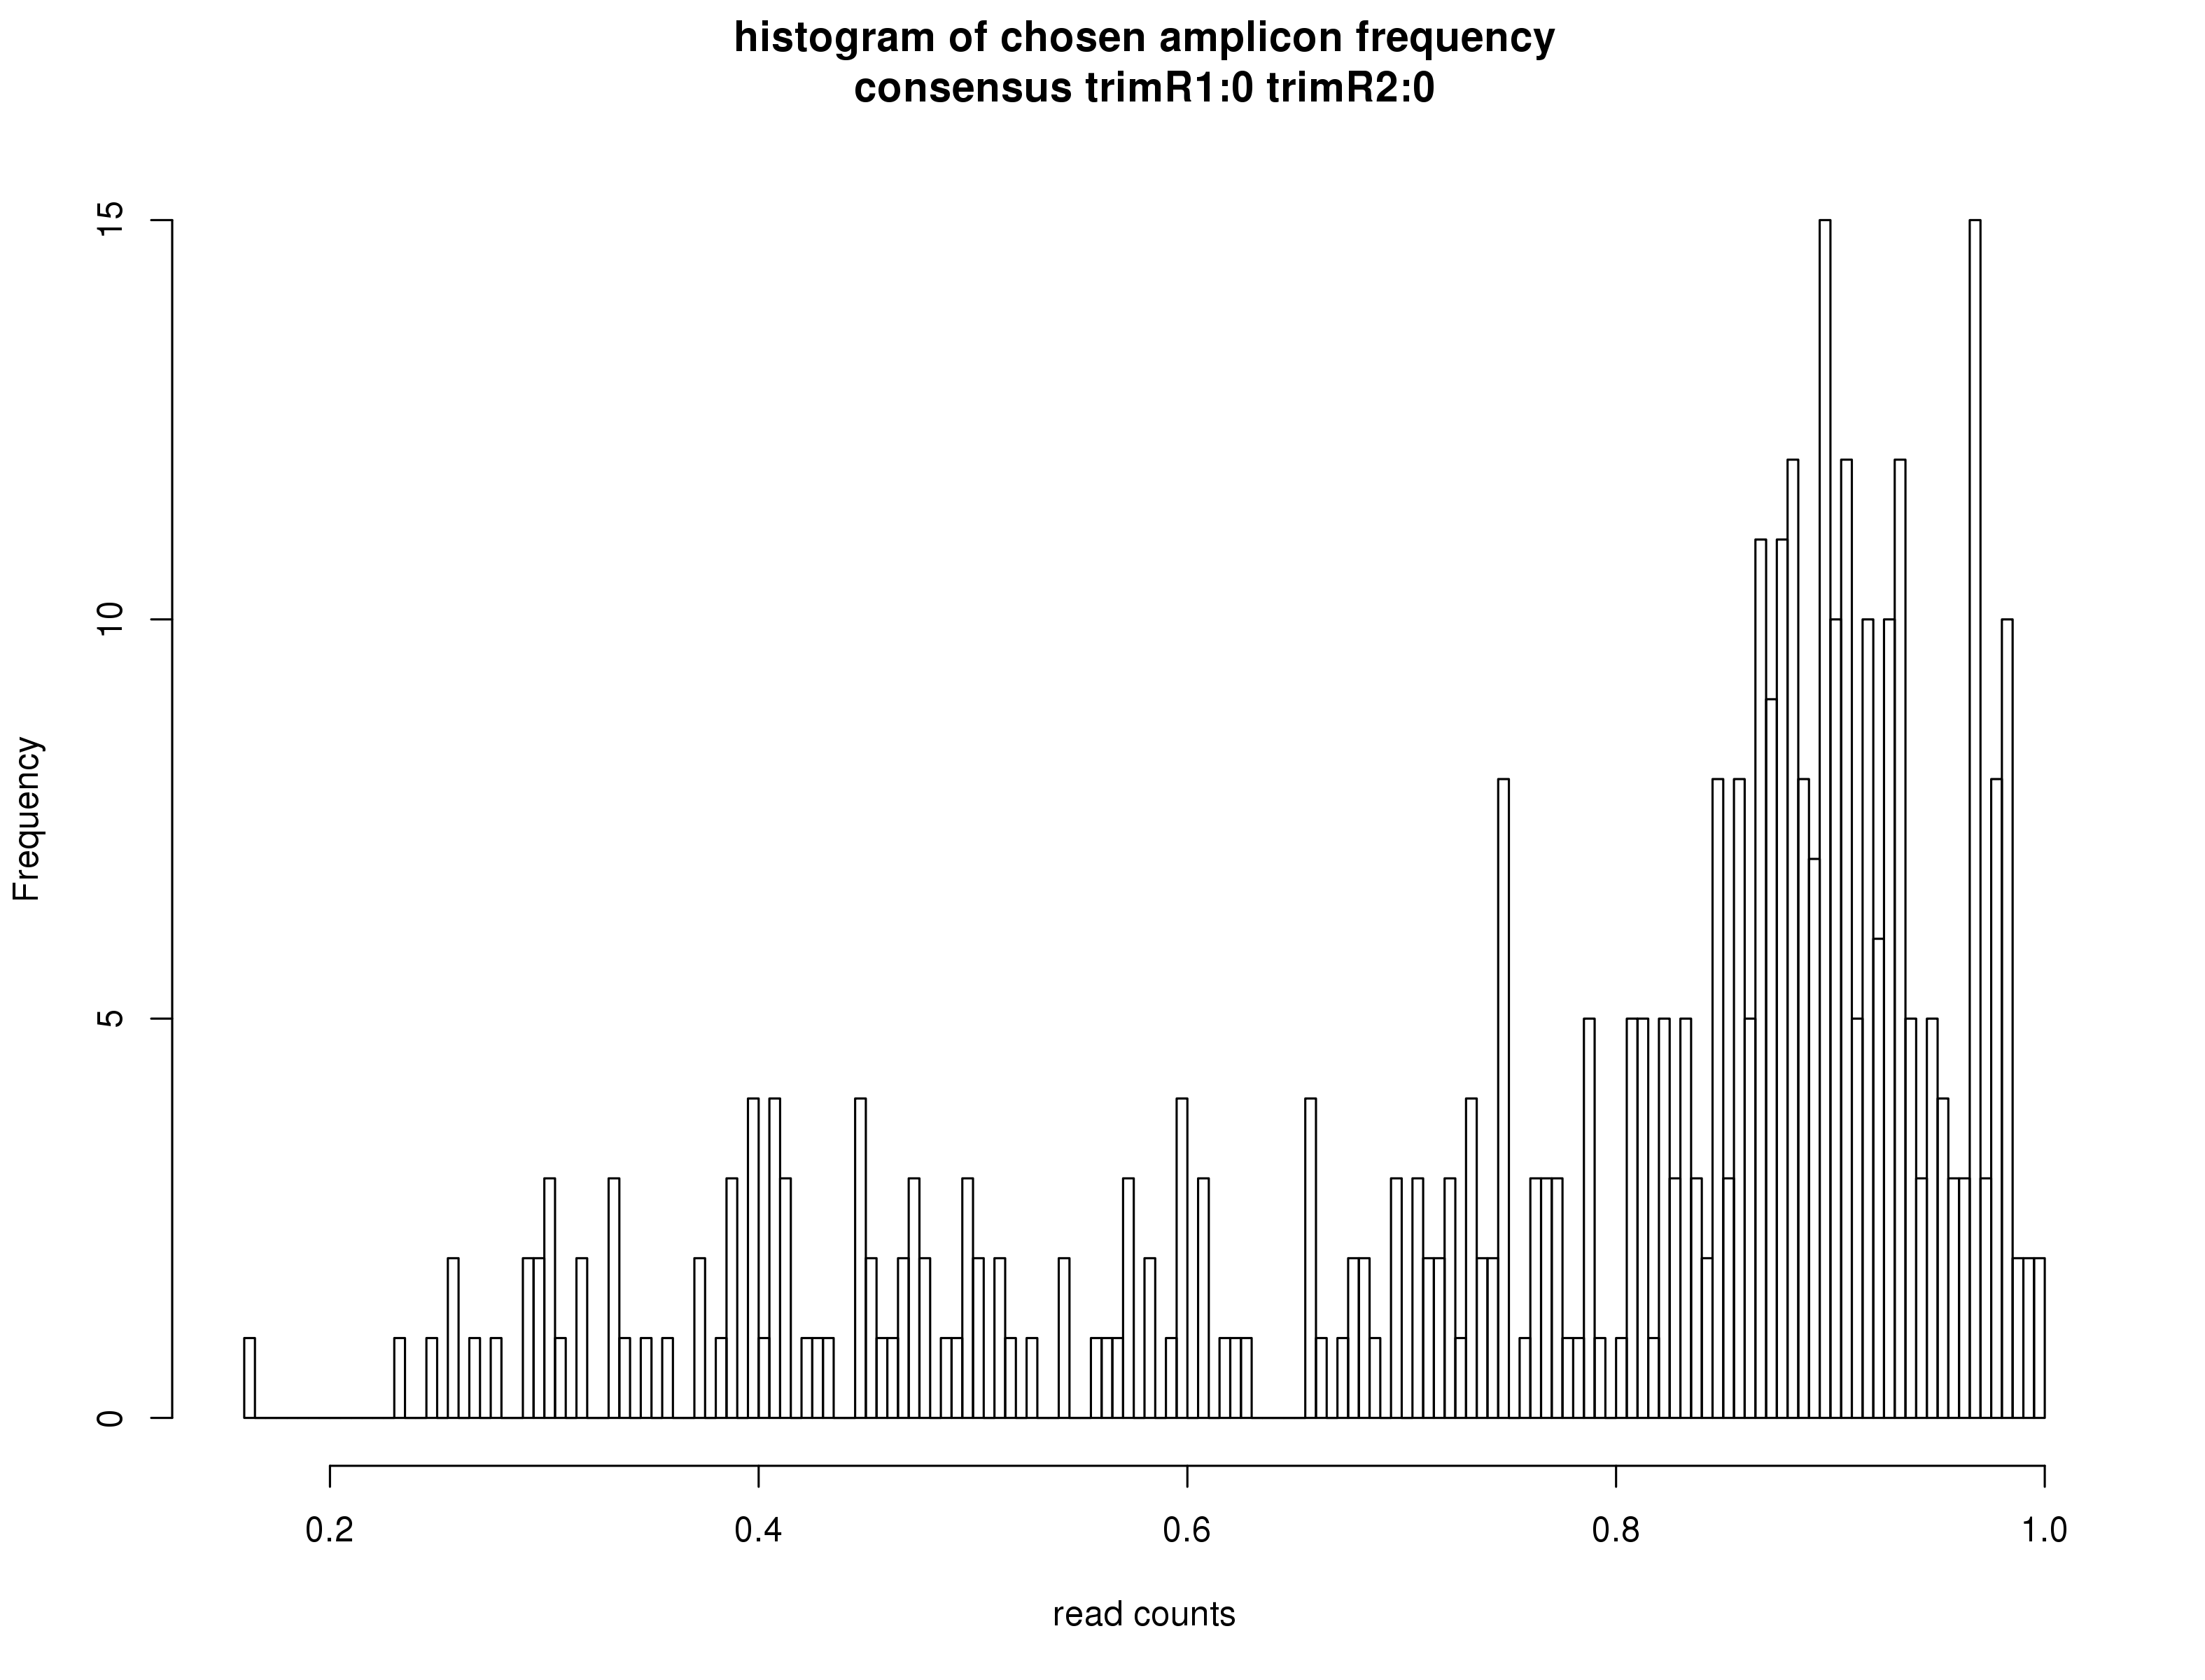 histogram of chosen amplicon frequency
consensus trimR1:0 trimR2:0
15
10
5
0
Frequency
0.2 0.4 0.6 0.8 1.0
read counts